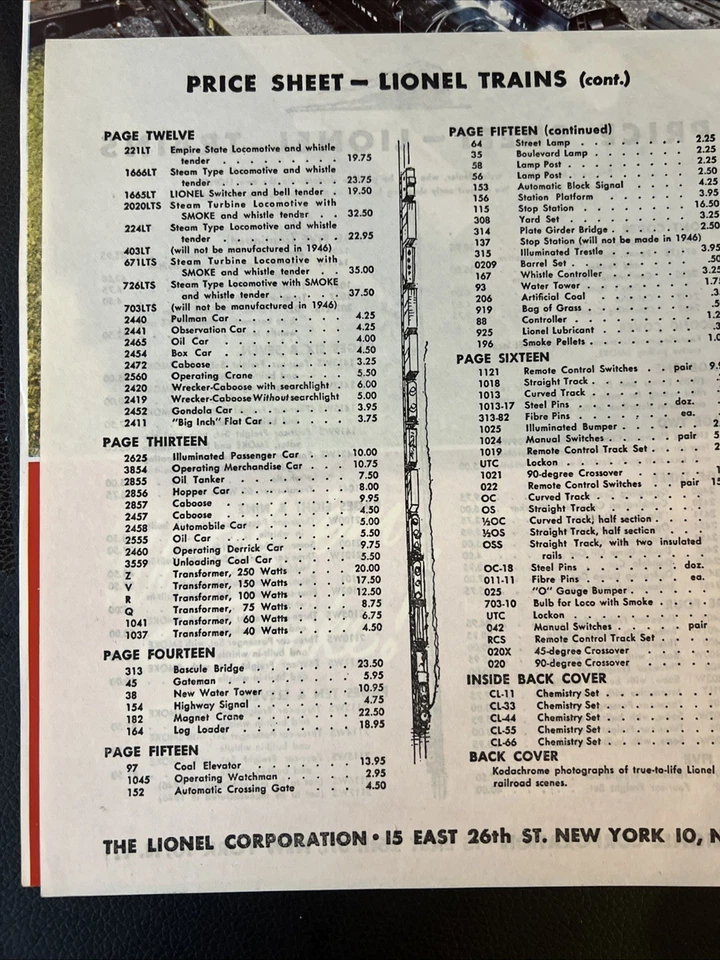 PRICE SHEET — LIONEL TRAINS (cont.)
PAGE TWELVE
221LT Empire State Locomotive and whistle
tender . . . . . . . . 19.75
1666LT Steam Type Locomotive and whistle
tender . . . . . . . . 23.75
1665LT LIONEL Switcher and bell tender . 19.50
2020LTS Steam Turbine Locomotive with
SMOKE and whistle tender . . 32.50
224LT Steam Type Locomotive and whistle
tender . . . . . . . . 22.95
403LT (will not be manufactured in 1946)
671LTS Steam Turbine Locomotive with
SMOKE and whistle tender . . 35.00
726LTS Steam Type Locomotive with SMOKE
and whistle tender . . . . . 37.50
703LTS (will not be manufactured in 1946)
2440 Pullman Car . . . . . . . 4.25
2441 Observation Car . . . . . . 4.25
2465 Oil Car . . . . . . . . 4.00
2454 Box Car . . . . . . . . 4.50
2472 Caboose . . . . . . . . 3.25
2560 Operating Crane . . . . . . 5.50
2420 Wrecker-Caboose with searchlight . 6.00
2419 Wrecker-Caboose Without searchlight 5.00
2452 Gondola Car . . . . . . . 3.95
2411 "Big Inch" Flat Car . . . . . 3.75
PAGE THIRTEEN
2625 Illuminated Passenger Car . . . 10.00
3854 Operating Merchandise Car . . . 10.75
2855 Oil Tanker . . . . . . . 7.50
2856 Hopper Car . . . . . . . 8.00
2857 Caboose . . . . . . . . 9.95
2457 Caboose . . . . . . . . 4.50
2458 Automobile Car . . . . . . 5.00
2555 Oil Car . . . . . . . . 5.50
2460 Operating Derrick Car . . . . 9.75
3559 Unloading Coal Car . . . . . 5.50
Z Transformer, 250 Watts . . . . 20.00
V Transformer, 150 Watts . . . . 17.50
R Transformer, 100 Watts . . . . 12.50
Q Transformer, 75 Watts . . . . 8.75
1041 Transformer, 60 Watts . . . . 6.75
1037 Transformer, 40 Watts . . . . 4.50
PAGE FOURTEEN
313 Bascule Bridge . . . . . . 23.50
45 Gateman . . . . . . . . 5.95
38 New Water Tower . . . . . . 10.95
154 Highway Signal . . . . . . 4.75
182 Magnet Crane . . . . . . 22.50
164 Log Loader . . . . . . . 18.95
PAGE FIFTEEN
97 Coal Elevator . . . . . . 13.95
1045 Operating Watchman . . . . . 2.95
152 Automatic Crossing Gate . . . . 4.50
PAGE FIFTEEN (continued)
64 Street Lamp . . . . . . . 2.25
35 Boulevard Lamp . . . . . . 2.25
58 Lamp Post . . . . . . . . 2.25
56 Lamp Post . . . . . . . . 2.50
153 Automatic Block Signal . . . . 4.25
156 Station Platform . . . . . . 3.95
115 Stop Station . . . . . . . 16.50
308 Yard Set . . . . . . . . 3.25
314 Plate Girder Bridge . . . . . 2.50
137 Stop Station (will not be made in 1946)
315 Illuminated Trestle . . . . . 3.95
0209 Barrel Set . . . . . . . .50
167 Whistle Controller . . . . . 3.25
93 Water Tower . . . . . . . 1.7
206 Artificial Coal . . . . . . .3
919 Bag of Grass . . . . . . .
88 Controller . . . . . . . 1.2
925 Lionel Lubricant . . . . . . .3
196 Smoke Pellets . . . . . . . 1.0
PAGE SIXTEEN
1121 Remote Control Switches . . pair 9.
1018 Straight Track . . . . . .
1013 Curved Track . . . . . . .
1013-17 Steel Pins . . . . . . doz.
313-82 Fibre Pins . . . . . . ea.
1025 Illuminated Bumper . . . . . 2
1024 Manual Switches . . . . pair 5
1019 Remote Control Track Set . . . 2
UTC Lockon . . . . . . . .
1021 90-degree Crossover . . . . . 1
022 Remote Control Switches . . pair 15
OC Curved Track . . . . . . .
OS Straight Track . . . . . .
½OC Curved Track; half section . . .
½OS Straight Track, half section . . .
OSS Straight Track, with two insulated
rails . . . . . . . . .
OC-18 Steel Pins . . . . . . doz.
011-11 Fibre Pins . . . . . . ea.
025 "O" Gauge Bumper . . . . .
703-10 Bulb for Loco with Smoke . . .
UTC Lockon . . . . . . . .
042 Manual Switches . . . . pair
RCS Remote Control Track Set . . .
020X 45-degree Crossover . . . .
020 90-degree Crossover . . . .
INSIDE BACK COVER
CL-11 Chemistry Set . . . . . .
CL-33 Chemistry Set . . . . . .
CL-44 Chemistry Set . . . . . .
CL-55 Chemistry Set . . . . . .
CL-66 Chemistry Set . . . . . .
BACK COVER
Kodachrome photographs of true-to-life Lionel
railroad scenes.
THE LIONEL CORPORATION • 15 EAST 26th ST. NEW YORK 10, N